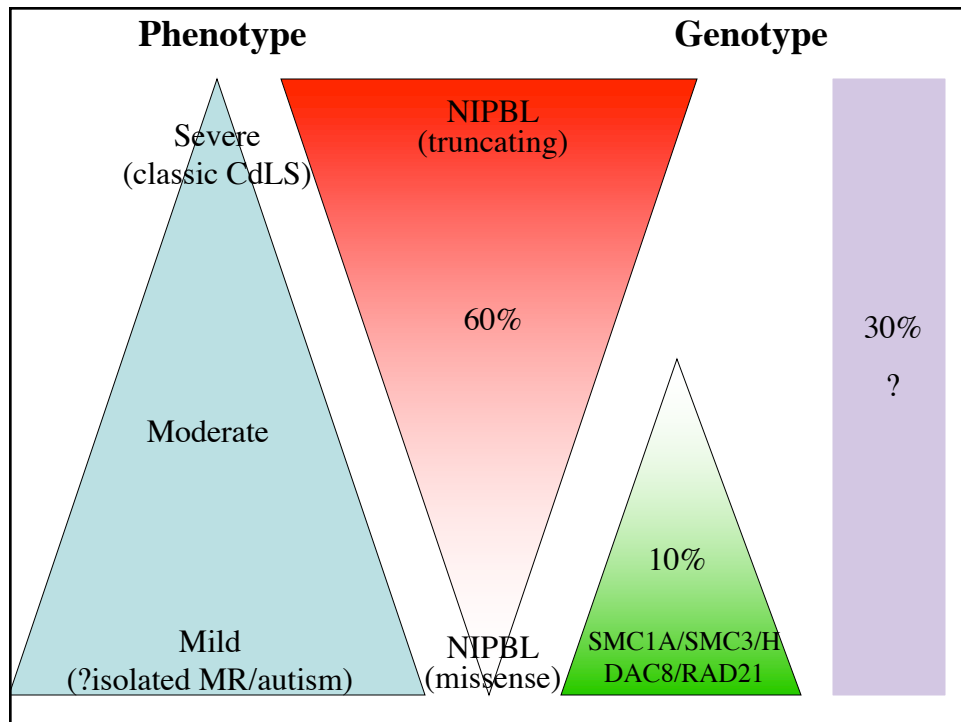 Phenotype
Genotype
Severe
(classic CdLS)
Moderate
Mild
(?isolated MR/autism)
NIPBL
(truncating)
60%
NIPBL
(missense)
10%
SMC1A/SMC3/H
DAC8/RAD21
30%
?